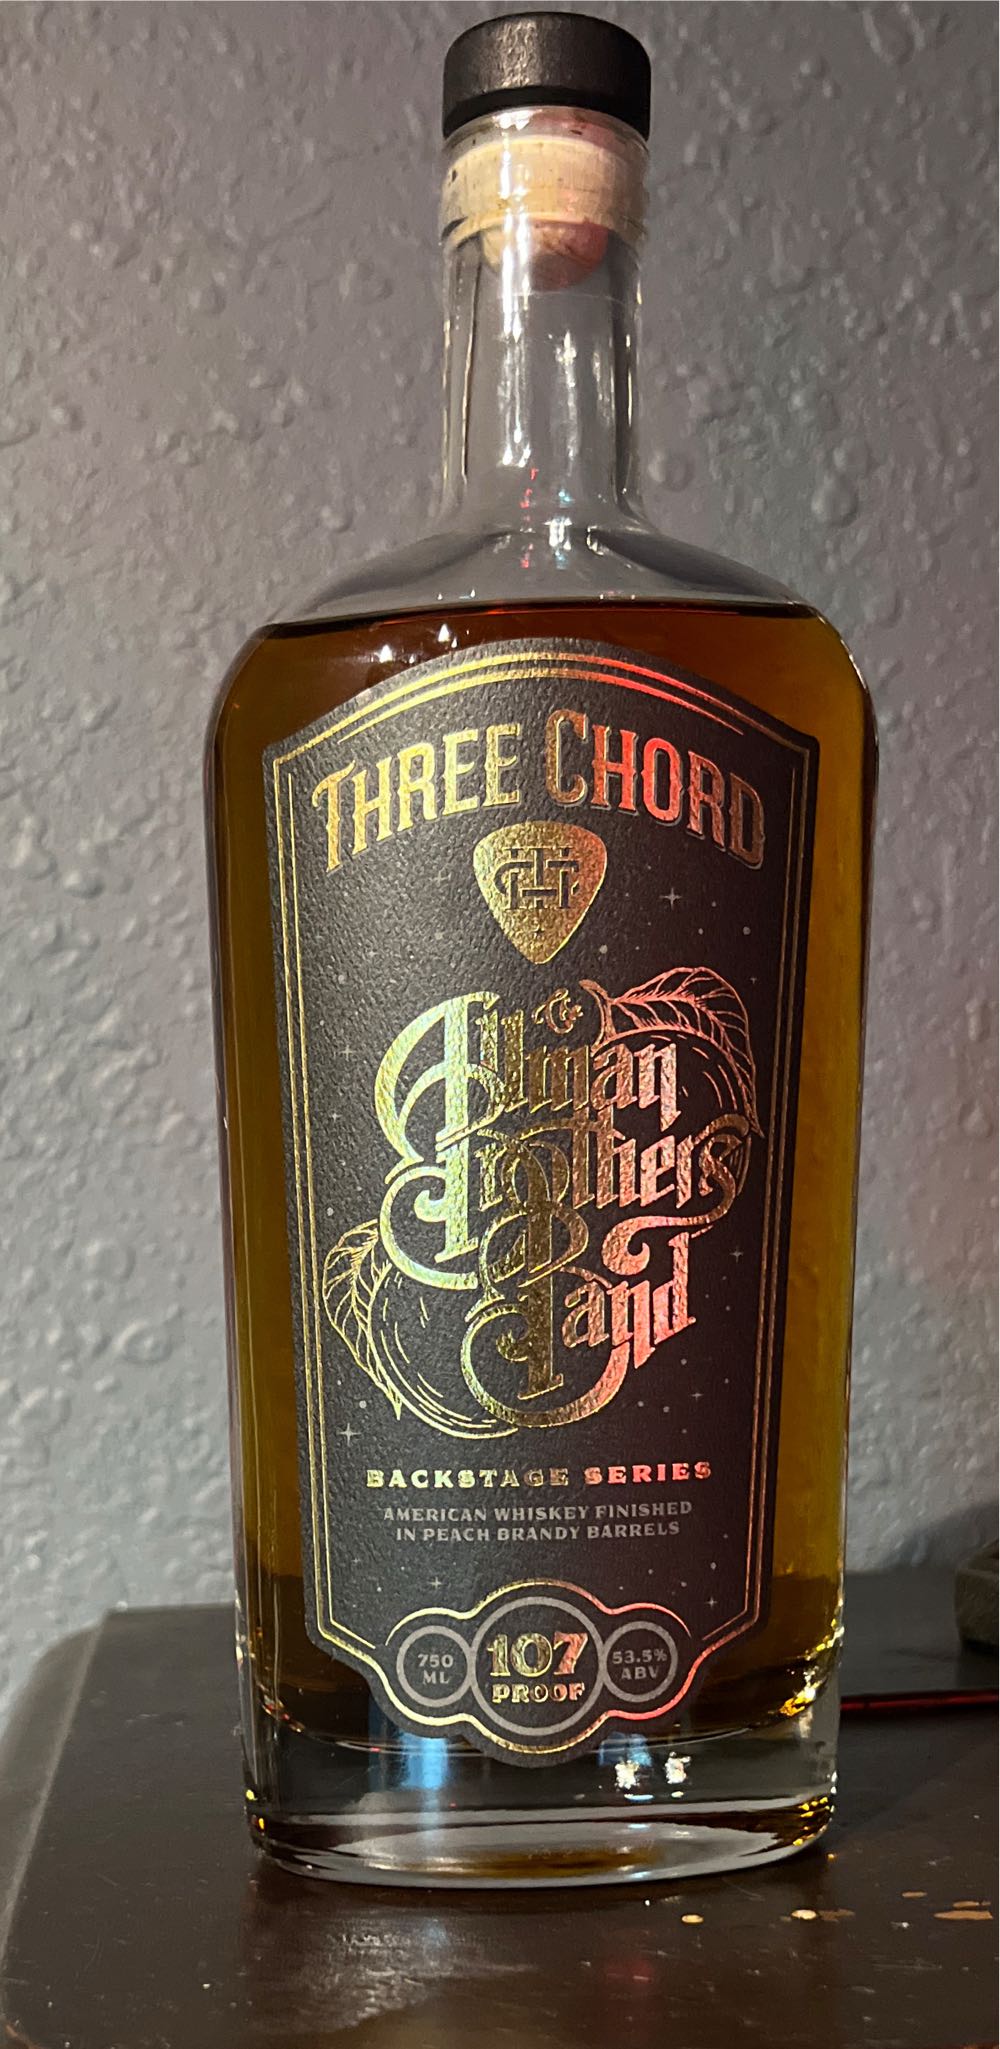 THREE CHORD
The
Allman
Brothers
Band
BACKSTAGE SERIES
AMERICAN WHISKEY FINISHED
IN PEACH BRANDY BARRELS
750
ML
107
PROOF
53.5%
ABV